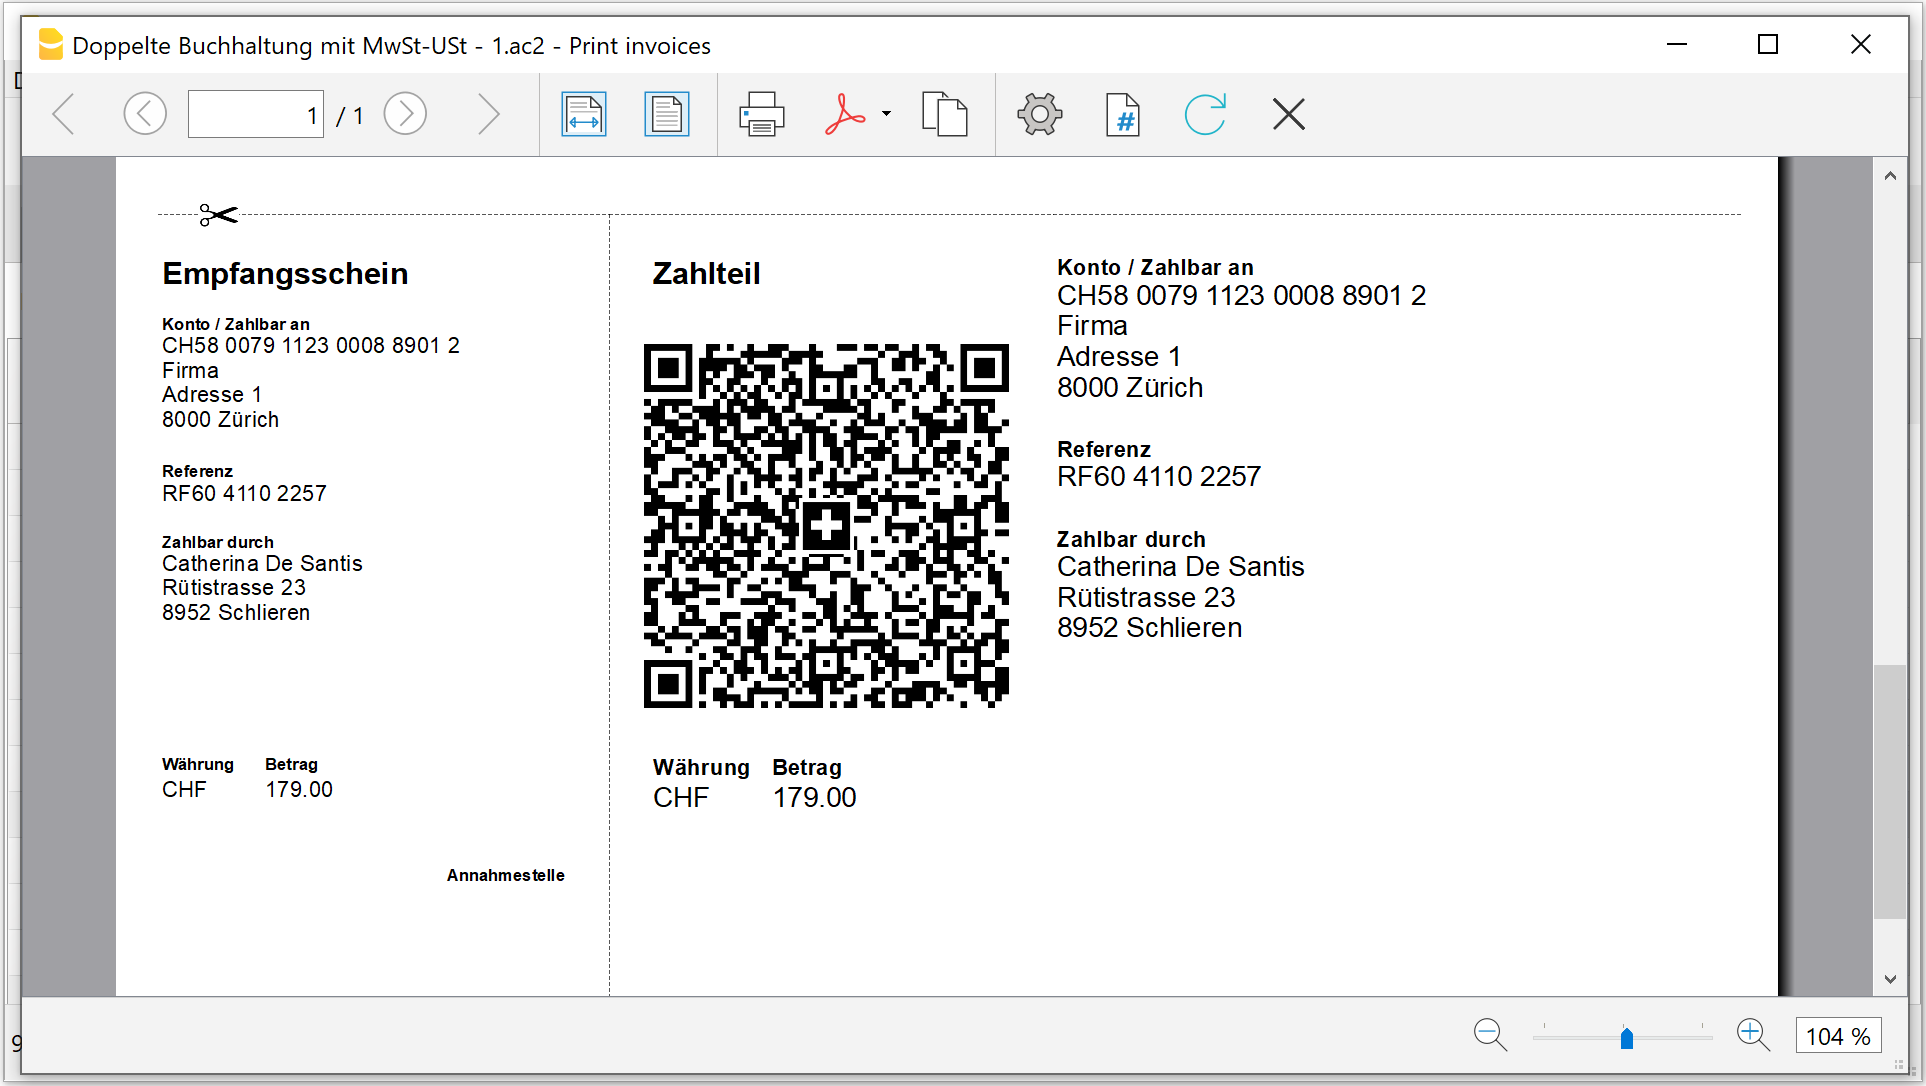 Doppelte Buchhaltung mit MwSt-USt - 1.ac2 - Print invoices
1 / 1
#
Empfangsschein
Konto / Zahlbar an
CH58 0079 1123 0008 8901 2
Firma
Adresse 1
8000 Zürich
Referenz
RF60 4110 2257
Zahlbar durch
Catherina De Santis
Rütistrasse 23
8952 Schlieren
Währung Betrag
CHF 179.00
Annahmestelle
Zahlteil
Währung Betrag
CHF 179.00
Konto / Zahlbar an
CH58 0079 1123 0008 8901 2
Firma
Adresse 1
8000 Zürich
Referenz
RF60 4110 2257
Zahlbar durch
Catherina De Santis
Rütistrasse 23
8952 Schlieren
104 %